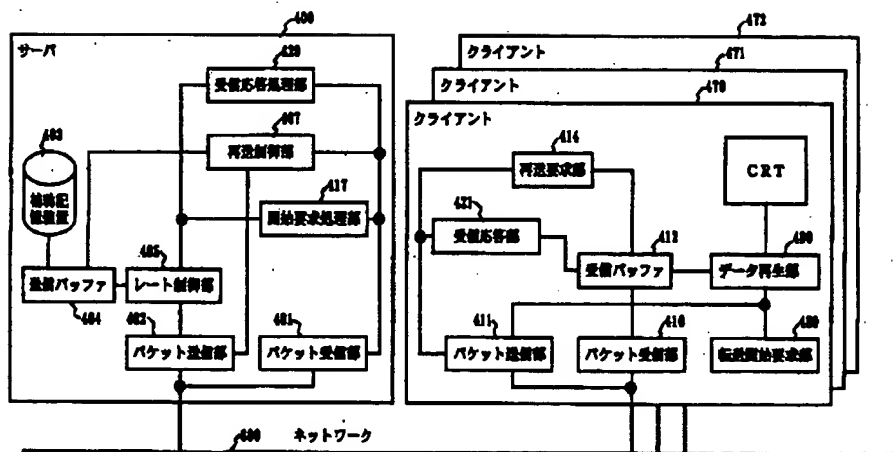 400
サーバ
420
受信応答処理部
407
再送制御部
403
補助記
憶装置
417
開始要求処理部
405
送信バッファ
レート制御部
404
402
401
パケット送信部
パケット受信部
472
クライアント
471
クライアント
470
クライアント
414
再送要求部
CRT
421
受信応答部
412
受信バッファ
データ再生部
411
410
パケット送信部
パケット受信部
転送開始要求部
ネットワーク